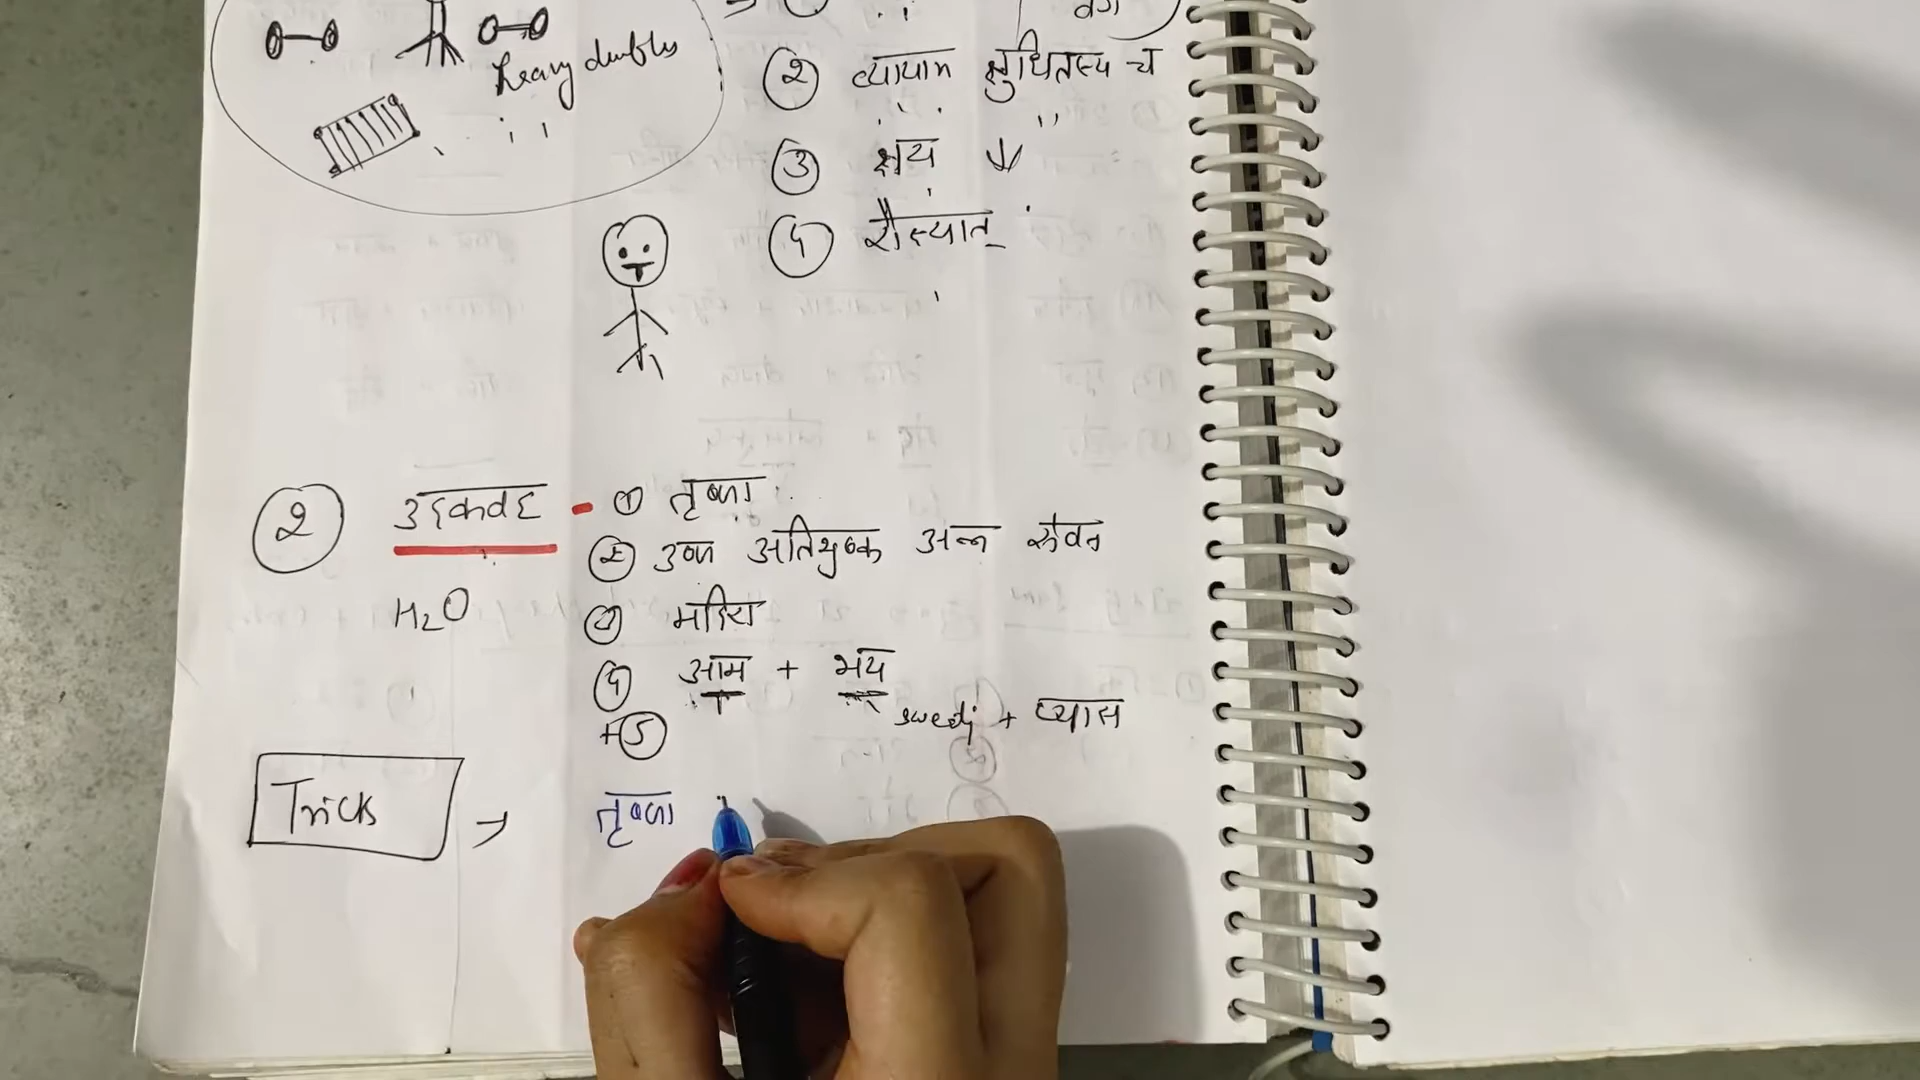 heavy dumbles
② व्यायाम क्षुधितस्य च
③ क्षय ↓
④ रौक्ष्यात्
② उदकवह - ① तृष्णा
② उष्ण अतिशुष्क अन्न सेवन
H₂O ③ मदिरा
④ आम + भय
+⑤ sweatj + प्यास
Trick → तृष्णा